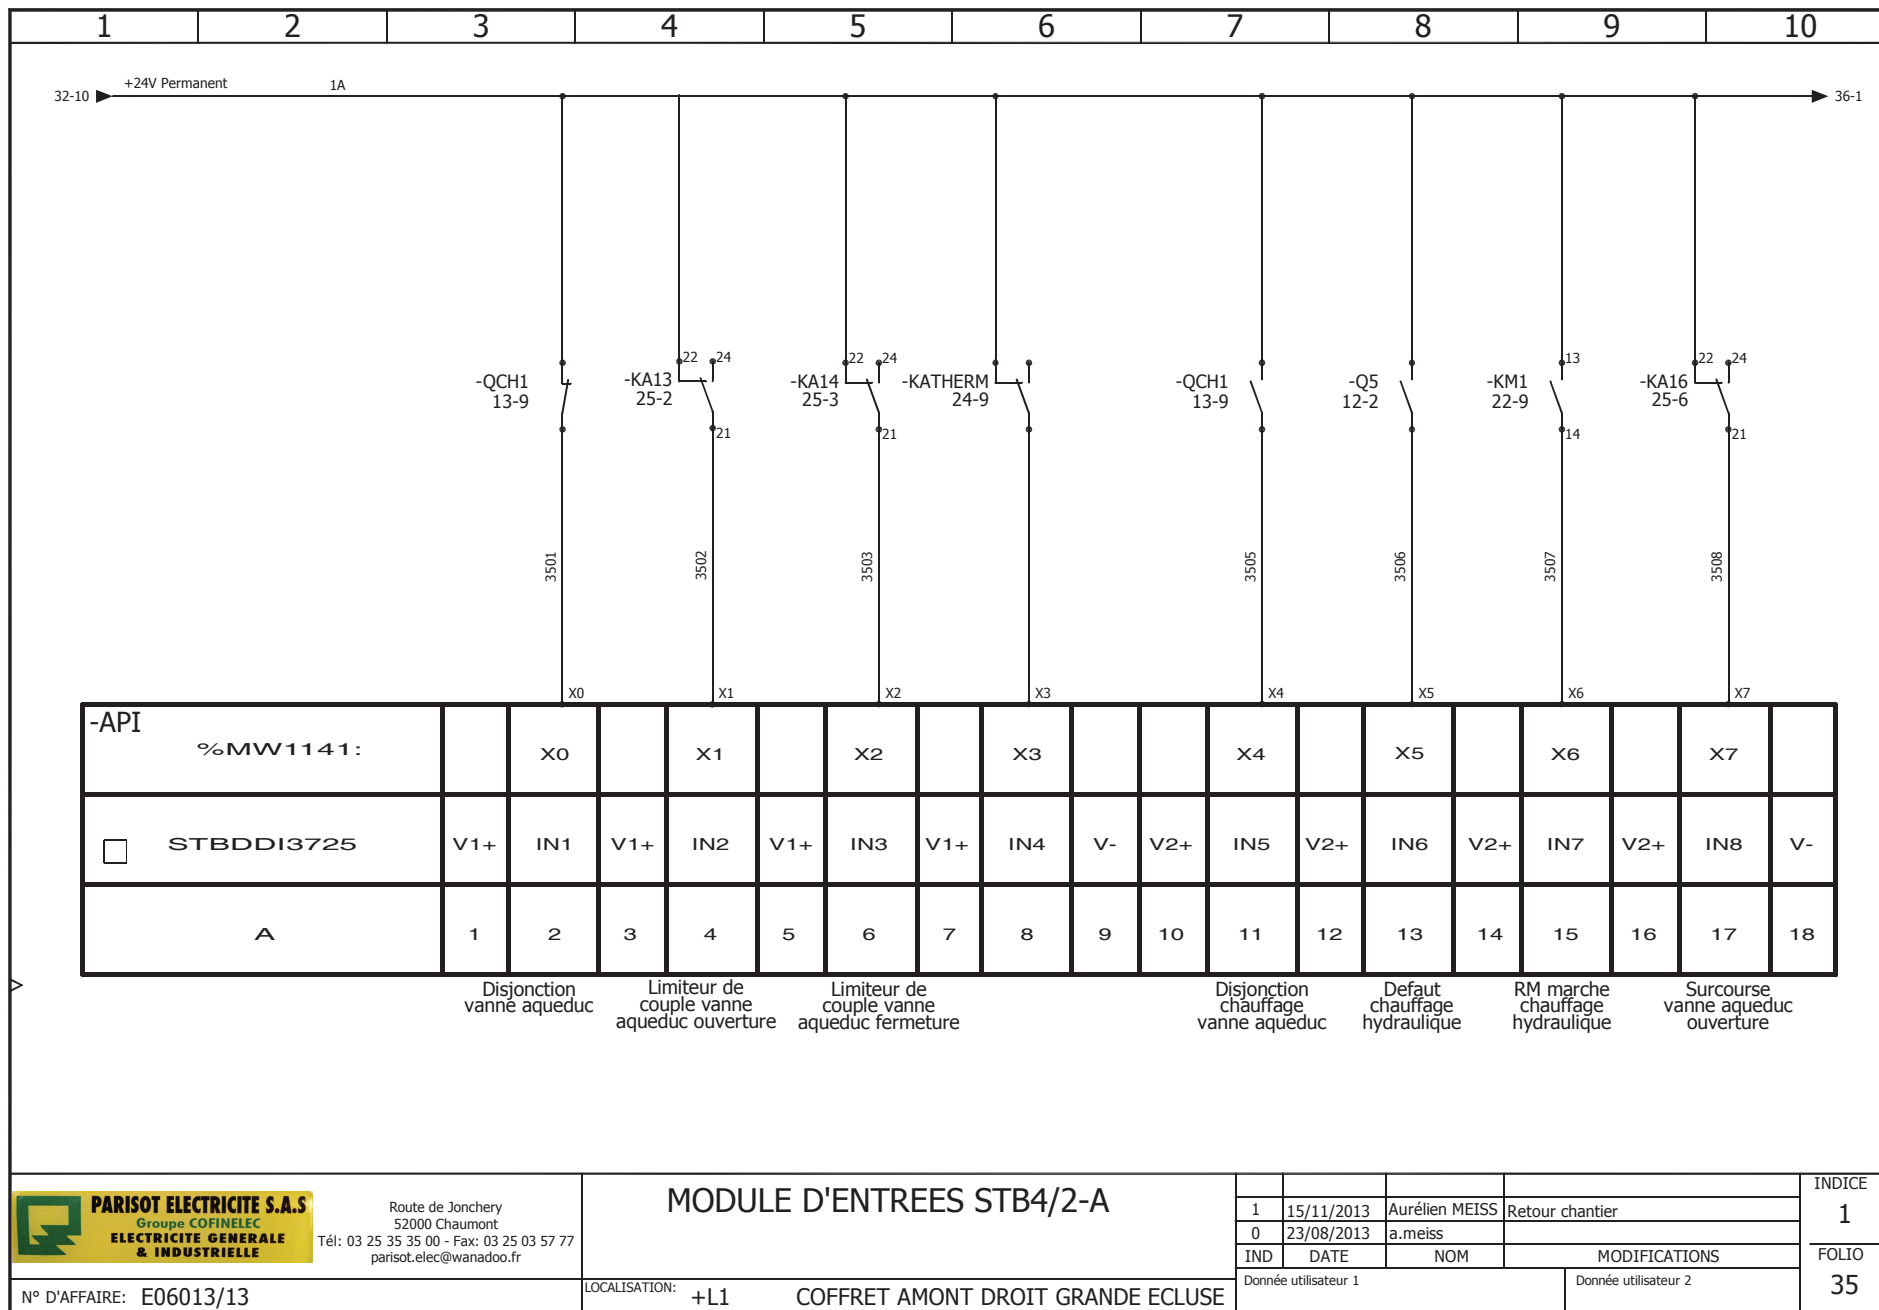 1 2 3 4 5 6 7 8 9 10
32-10 +24V Permanent 1A 36-1
-QCH1
13-9
-KA13
25-2
22 24
21
-KA14
25-3
22 24
21
-KATHERM
24-9
-QCH1
13-9
-Q5
12-2
-KM1
22-9
13
14
-KA16
25-6
22 24
21
3501 3502 3503 3505 3506 3507 3508
X0 X1 X2 X3 X4 X5 X6 X7
-API
%MW1141: X0 X1 X2 X3 X4 X5 X6 X7
STBDDI3725 V1+ IN1 V1+ IN2 V1+ IN3 V1+ IN4 V- V2+ IN5 V2+ IN6 V2+ IN7 V2+ IN8 V-
A 1 2 3 4 5 6 7 8 9 10 11 12 13 14 15 16 17 18
Disjonction
vanne aqueduc
Limiteur de
couple vanne
aqueduc ouverture
Limiteur de
couple vanne
aqueduc fermeture
Disjonction
chauffage
vanne aqueduc
Defaut
chauffage
hydraulique
RM marche
chauffage
hydraulique
Surcourse
vanne aqueduc
ouverture
PARISOT ELECTRICITE S.A.S
Groupe COFINELEC
ELECTRICITE GENERALE
& INDUSTRIELLE
Route de Jonchery
52000 Chaumont
Tél: 03 25 35 35 00 - Fax: 03 25 03 57 77
parisot.elec@wanadoo.fr
N° D'AFFAIRE: E06013/13
MODULE D'ENTREES STB4/2-A
LOCALISATION: +L1 COFFRET AMONT DROIT GRANDE ECLUSE
1 15/11/2013 Aurélien MEISS Retour chantier
0 23/08/2013 a.meiss
IND DATE NOM MODIFICATIONS
Donnée utilisateur 1 Donnée utilisateur 2
INDICE
1
FOLIO
35